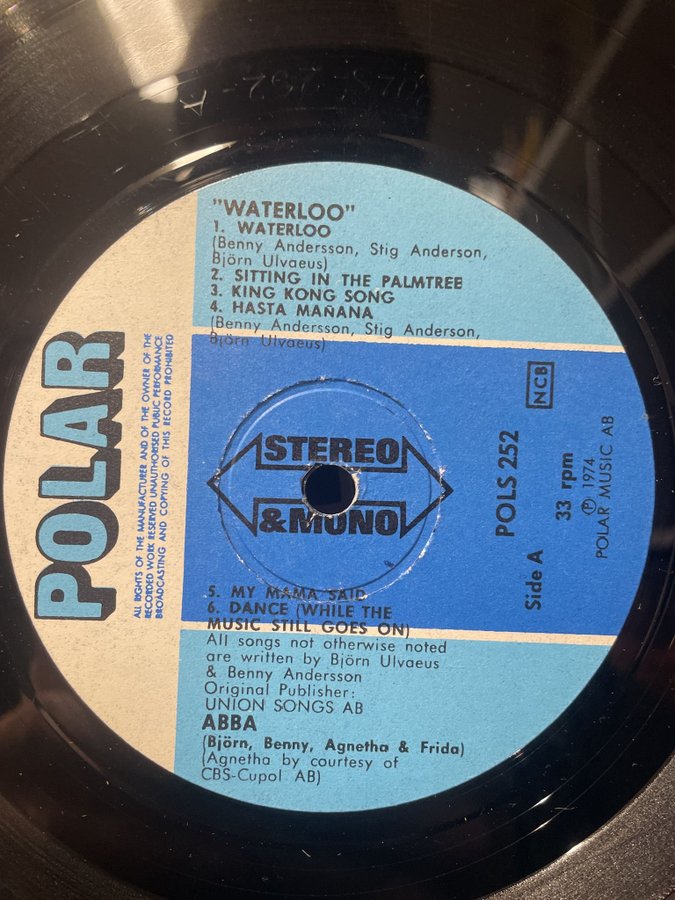 POLS-252-A
"WATERLOO"
1. WATERLOO
(Benny Andersson, Stig Anderson,
Björn Ulvaeus)
2. SITTING IN THE PALMTREE
3. KING KONG SONG
4. HASTA MAÑANA
(Benny Andersson, Stig Anderson,
Björn Ulvaeus)
POLAR
ALL RIGHTS OF THE MANUFACTURER AND OF THE OWNER OF THE
RECORDED WORK RESERVED UNAUTHORISED PUBLIC PERFORMANCE
BROADCASTING AND COPYING OF THIS RECORD PROHIBITED
STEREO
&MONO
Side A
POLS 252
NCB
33 rpm
℗ 1974
POLAR MUSIC AB
5. MY MAMA SAID
6. DANCE (WHILE THE
MUSIC STILL GOES ON)
All songs not otherwise noted
are written by Björn Ulvaeus
& Benny Andersson
Original Publisher:
UNION SONGS AB
ABBA
(Björn, Benny, Agnetha & Frida)
(Agnetha by courtesy of
CBS-Cupol AB)